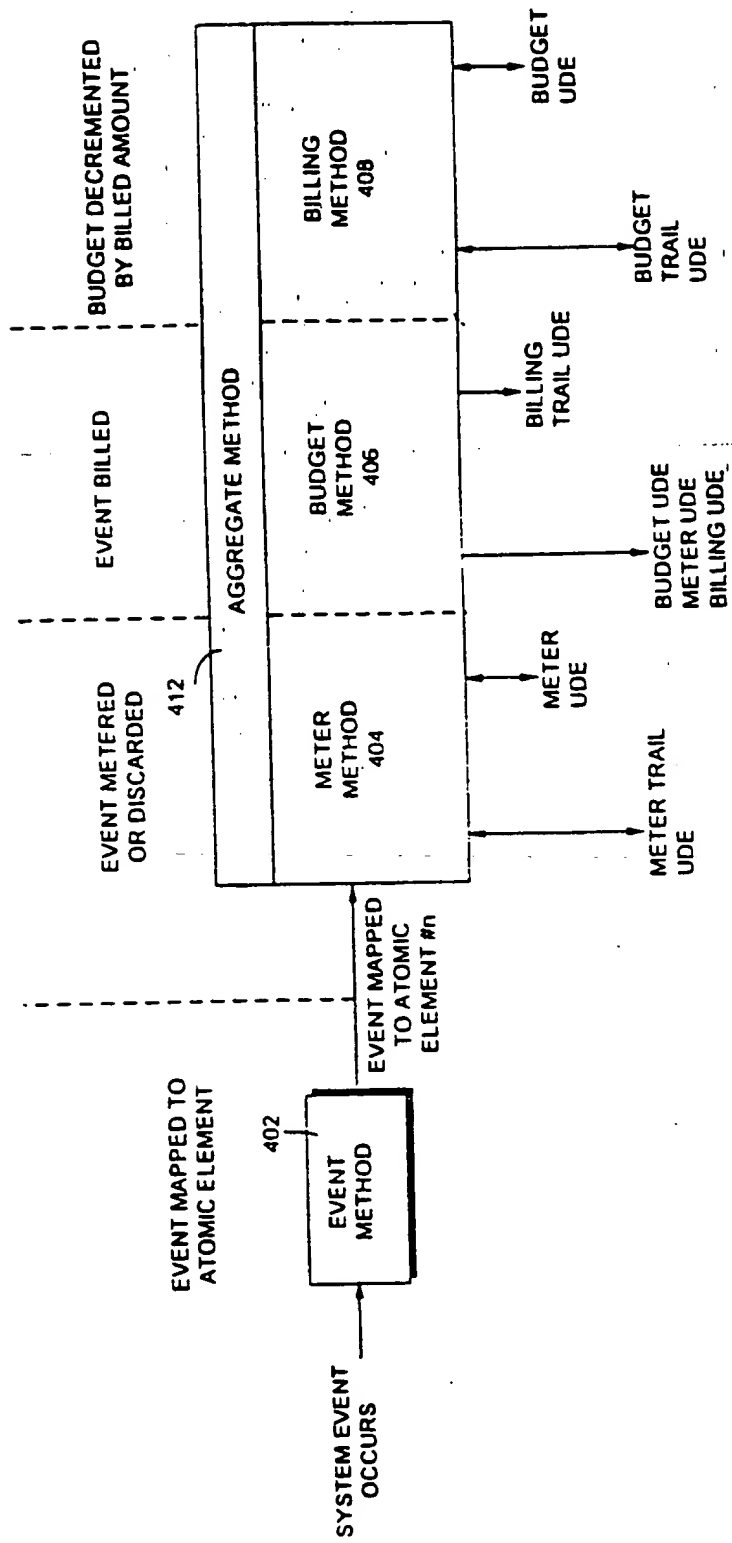 EVENT MAPPED TO
ATOMIC ELEMENT
EVENT METERED
OR DISCARDED
EVENT BILLED
BUDGET DECREMENTED
BY BILLED AMOUNT
SYSTEM EVENT
OCCURS
402
EVENT
METHOD
EVENT MAPPED
TO ATOMIC
ELEMENT #n
412
AGGREGATE METHOD
METER
METHOD
404
BUDGET
METHOD
406
BILLING
METHOD
408
METER TRAIL
UDE
METER
UDE
BUDGET UDE
METER UDE
BILLING UDE
BILLING
TRAIL UDE
BUDGET
TRAIL
UDE
BUDGET
UDE